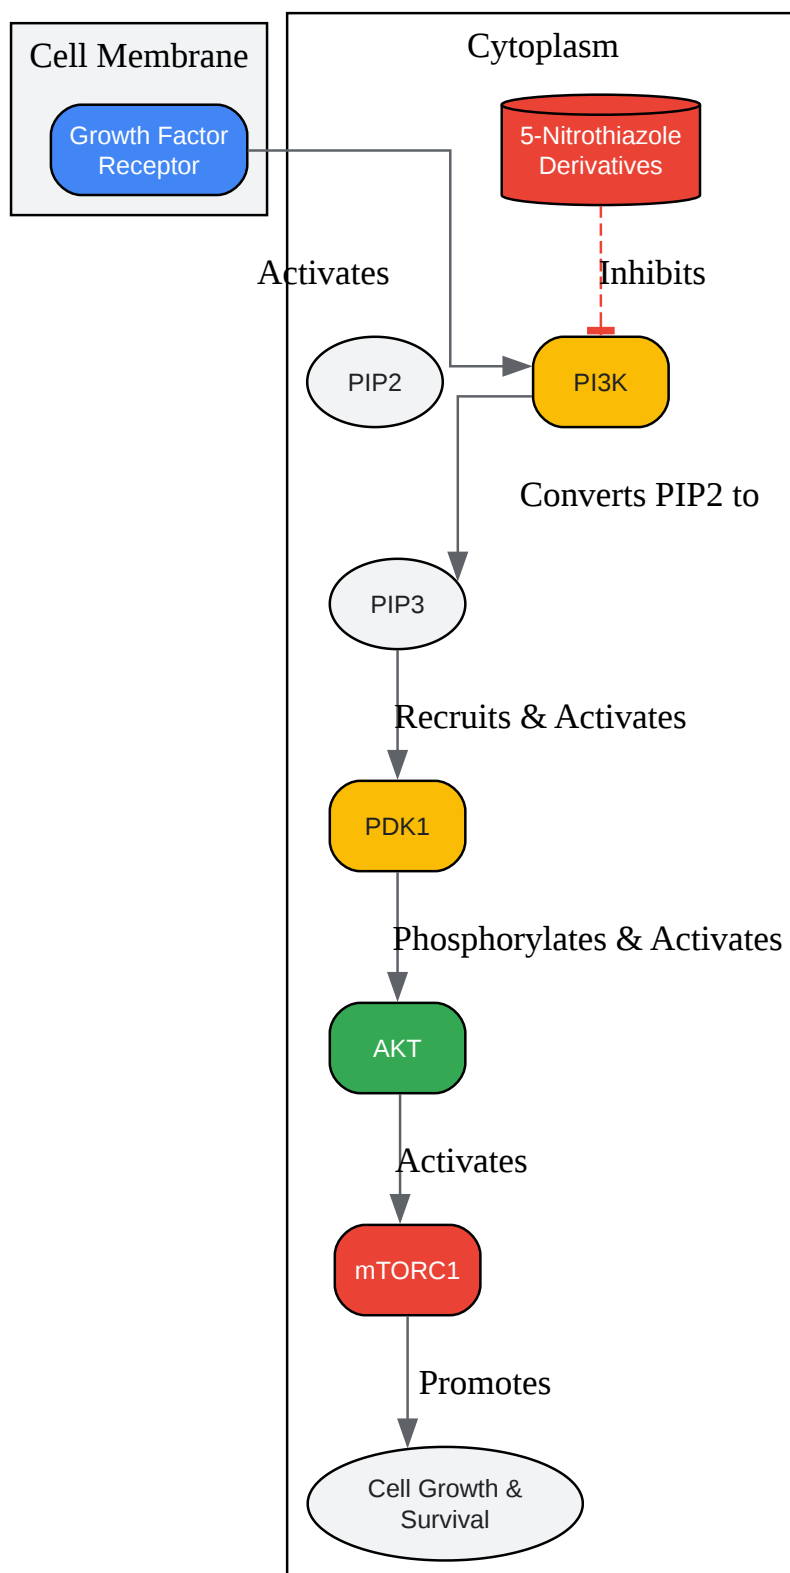 Cell Membrane
Cytoplasm
Growth Factor
Receptor
5-Nitrothiazole
Derivatives
Activates
Inhibits
PIP2
PI3K
Converts PIP2 to
PIP3
Recruits & Activates
PDK1
Phosphorylates & Activates
AKT
Activates
mTORC1
Promotes
Cell Growth &
Survival